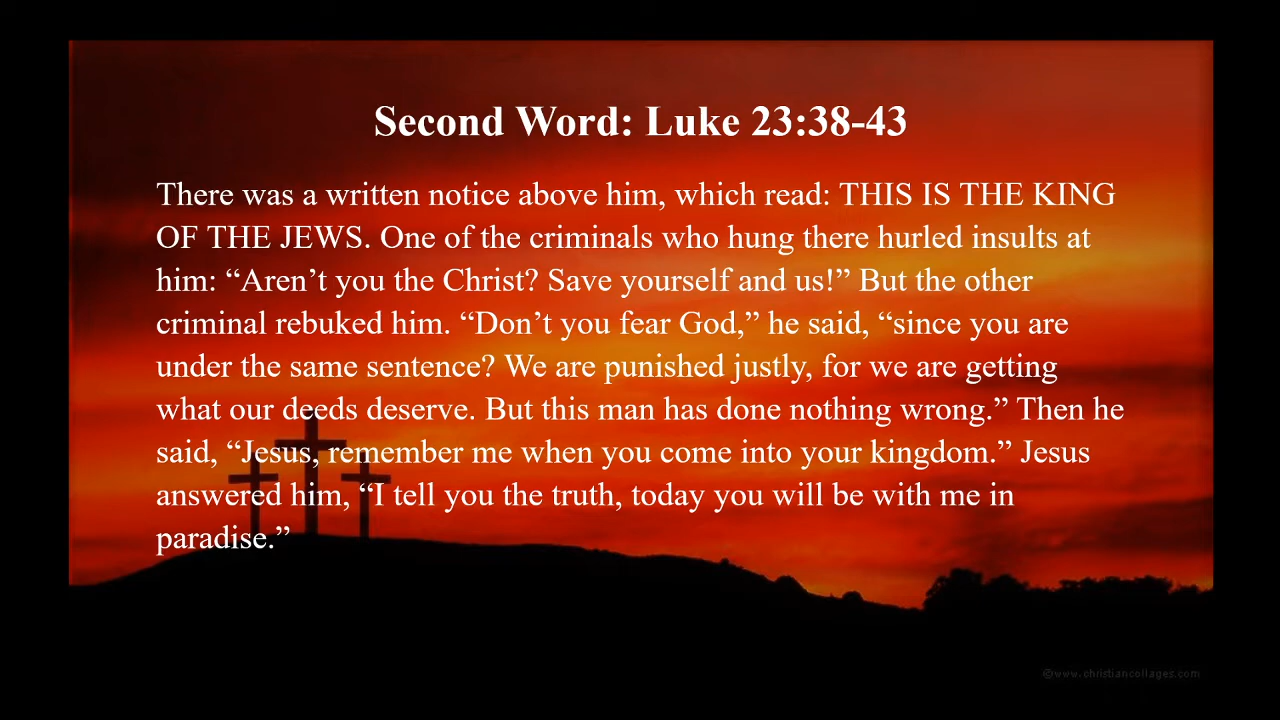 Second Word: Luke 23:38-43
There was a written notice above him, which read: THIS IS THE KING
OF THE JEWS. One of the criminals who hung there hurled insults at
him: “Aren’t you the Christ? Save yourself and us!” But the other
criminal rebuked him. “Don’t you fear God,” he said, “since you are
under the same sentence? We are punished justly, for we are getting
what our deeds deserve. But this man has done nothing wrong.” Then he
said, “Jesus, remember me when you come into your kingdom.” Jesus
answered him, “I tell you the truth, today you will be with me in
paradise.”
©www.christiancollages.com